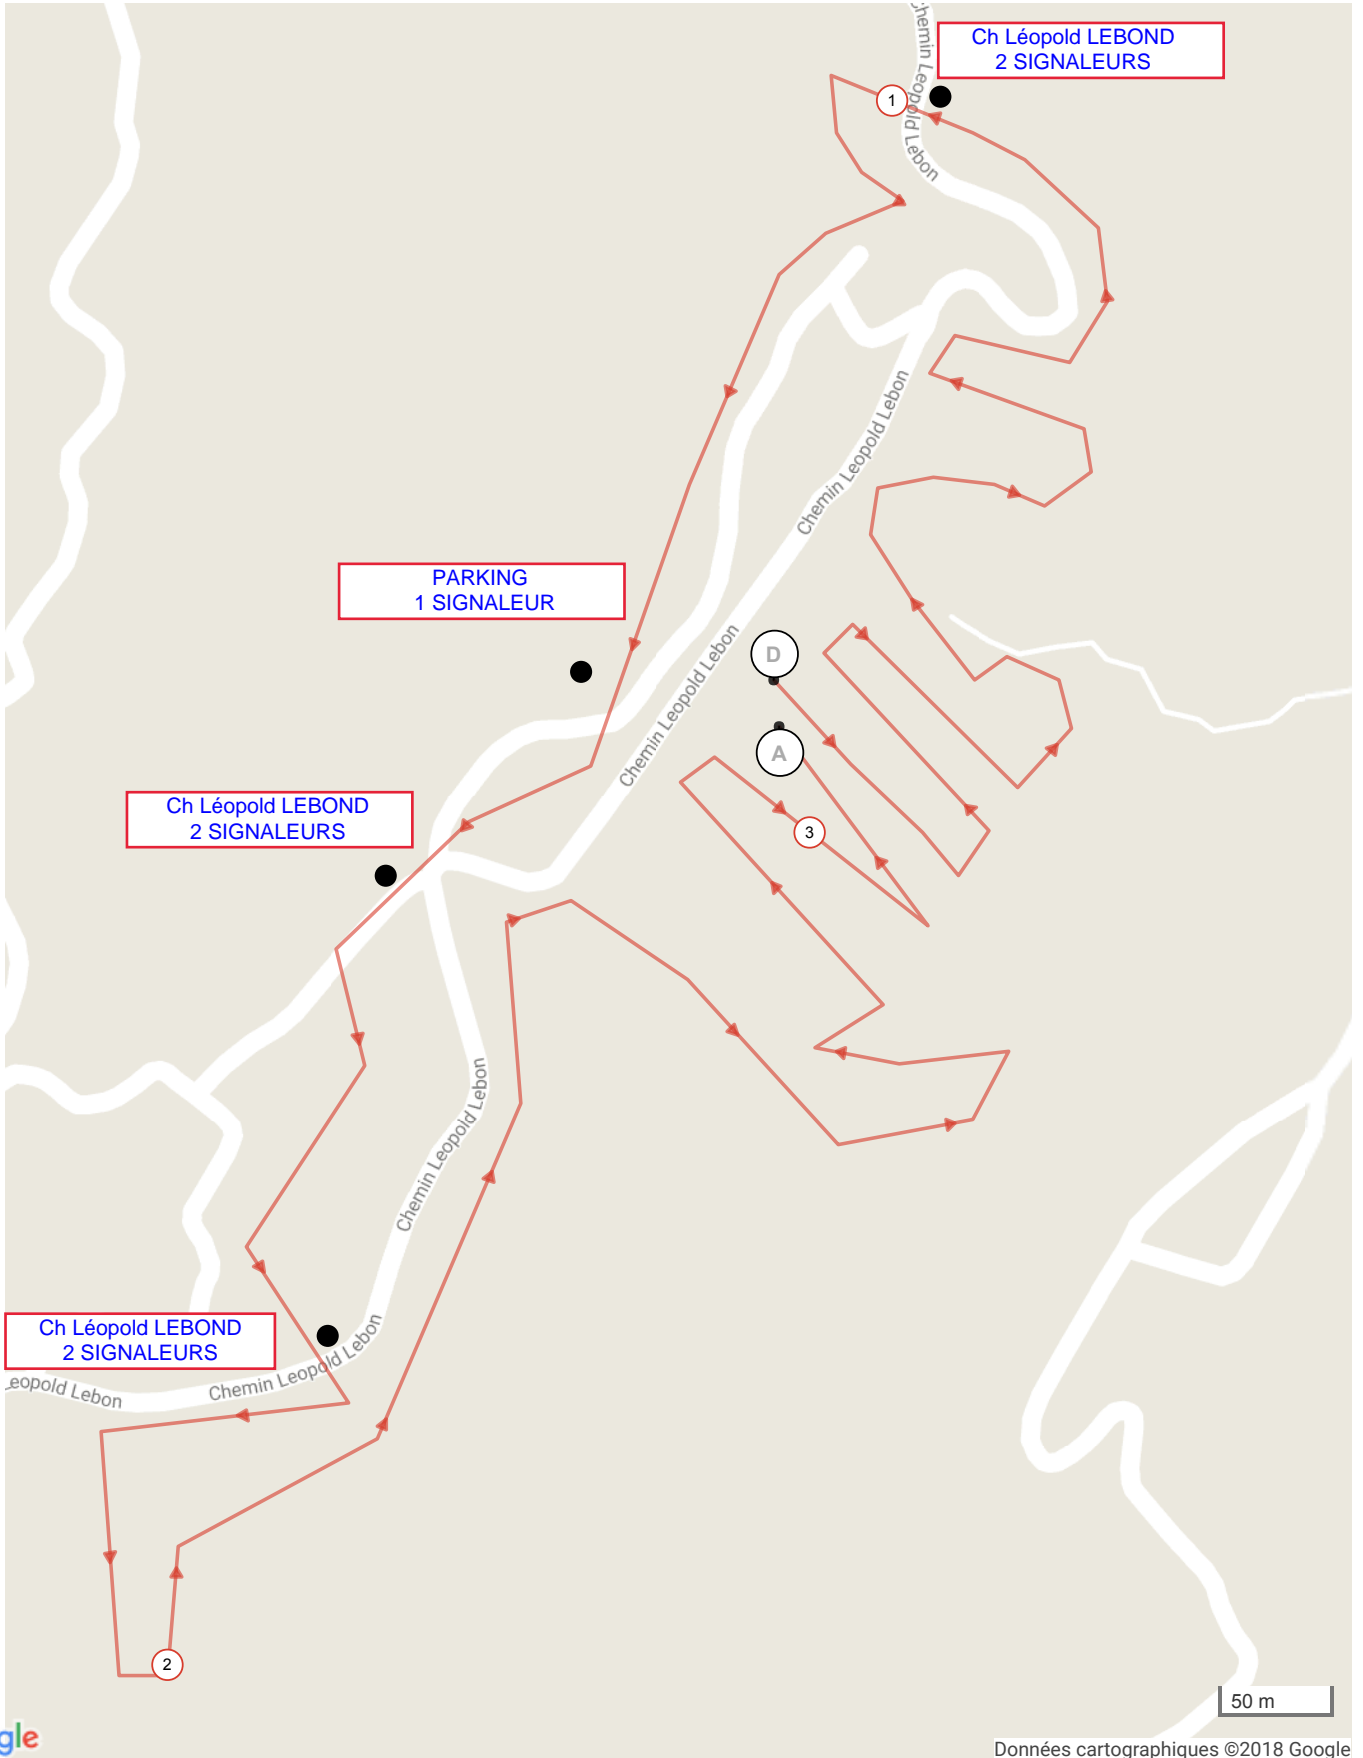 Ch Léopold LEBOND
2 SIGNALEURS
Chemin Leopold Lebon
1
PARKING
1 SIGNALEUR
Chemin Leopold Lebon
D
Chemin Leopold Lebon
A
Ch Léopold LEBOND
2 SIGNALEURS
3
Chemin Leopold Lebon
Ch Léopold LEBOND
2 SIGNALEURS
Chemin Leopold Lebon
Leopold Lebon
2
50 m
gle
Données cartographiques ©2018 Google